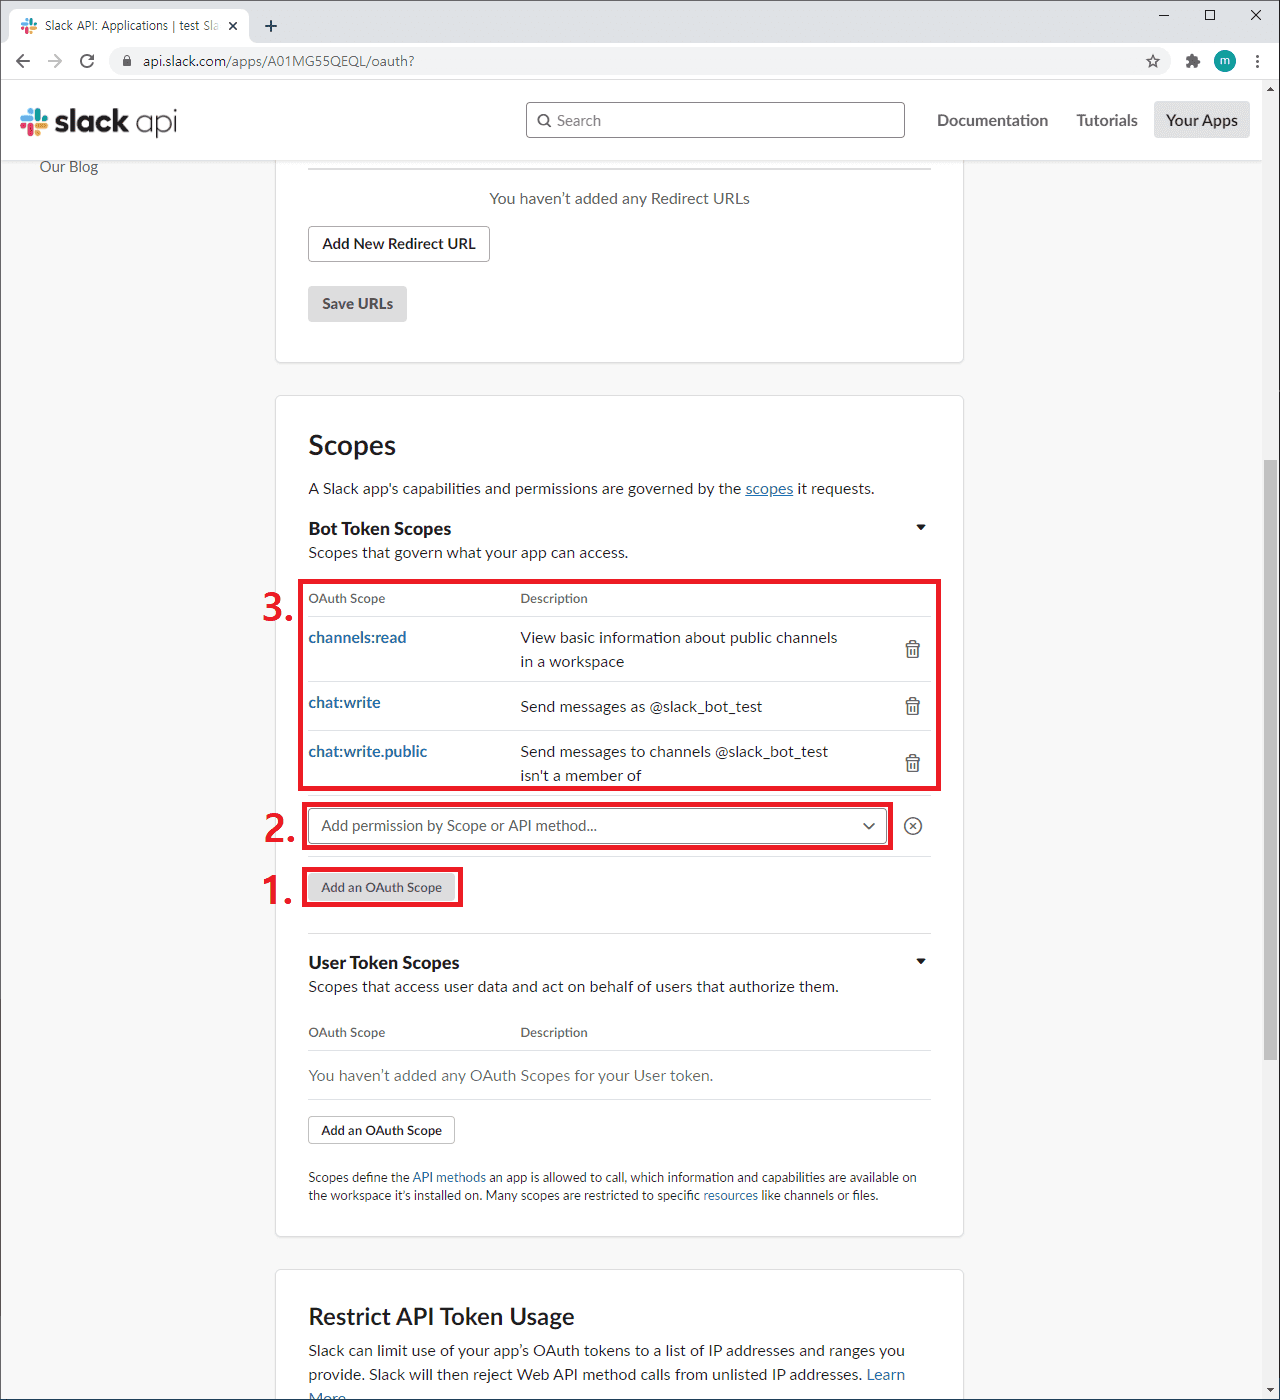 Slack API: Applications | test Sla
api.slack.com/apps/A01MG55QEQL/oauth?
m
slack api
Search
Documentation
Tutorials
Your Apps
Our Blog
You haven’t added any Redirect URLs
Add New Redirect URL
Save URLs
Scopes
A Slack app's capabilities and permissions are governed by the scopes it requests.
Bot Token Scopes
Scopes that govern what your app can access.
3.
OAuth Scope Description
channels:read View basic information about public channels
in a workspace
chat:write Send messages as @slack_bot_test
chat:write.public Send messages to channels @slack_bot_test
isn't a member of
2.
Add permission by Scope or API method...
1.
Add an OAuth Scope
User Token Scopes
Scopes that access user data and act on behalf of users that authorize them.
OAuth Scope Description
You haven’t added any OAuth Scopes for your User token.
Add an OAuth Scope
Scopes define the API methods an app is allowed to call, which information and capabilities are available on
the workspace it’s installed on. Many scopes are restricted to specific resources like channels or files.
Restrict API Token Usage
Slack can limit use of your app’s OAuth tokens to a list of IP addresses and ranges you
provide. Slack will then reject Web API method calls from unlisted IP addresses. Learn
More